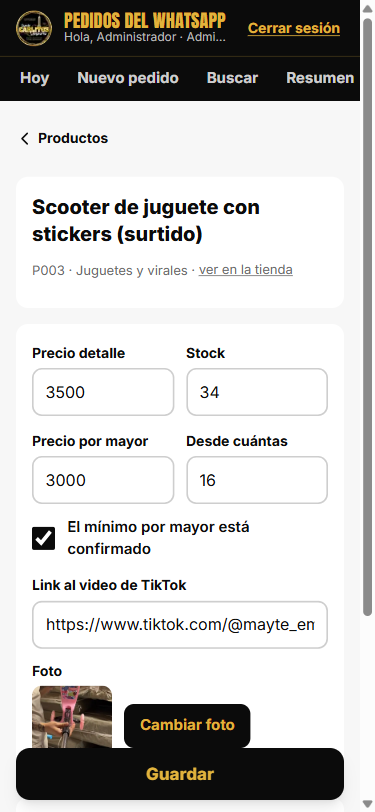 PEDIDOS DEL WHATSAPP
Hola, Administrador · Admi...
Cerrar sesión
Hoy
Nuevo pedido
Buscar
Resumen
Productos
Scooter de juguete con
stickers (surtido)
P003 · Juguetes y virales · ver en la tienda
Precio detalle
Stock
3500
34
Precio por mayor
Desde cuántas
3000
16
El mínimo por mayor está
confirmado
Link al video de TikTok
https://www.tiktok.com/@mayte_em
Foto
Cambiar foto
Guardar